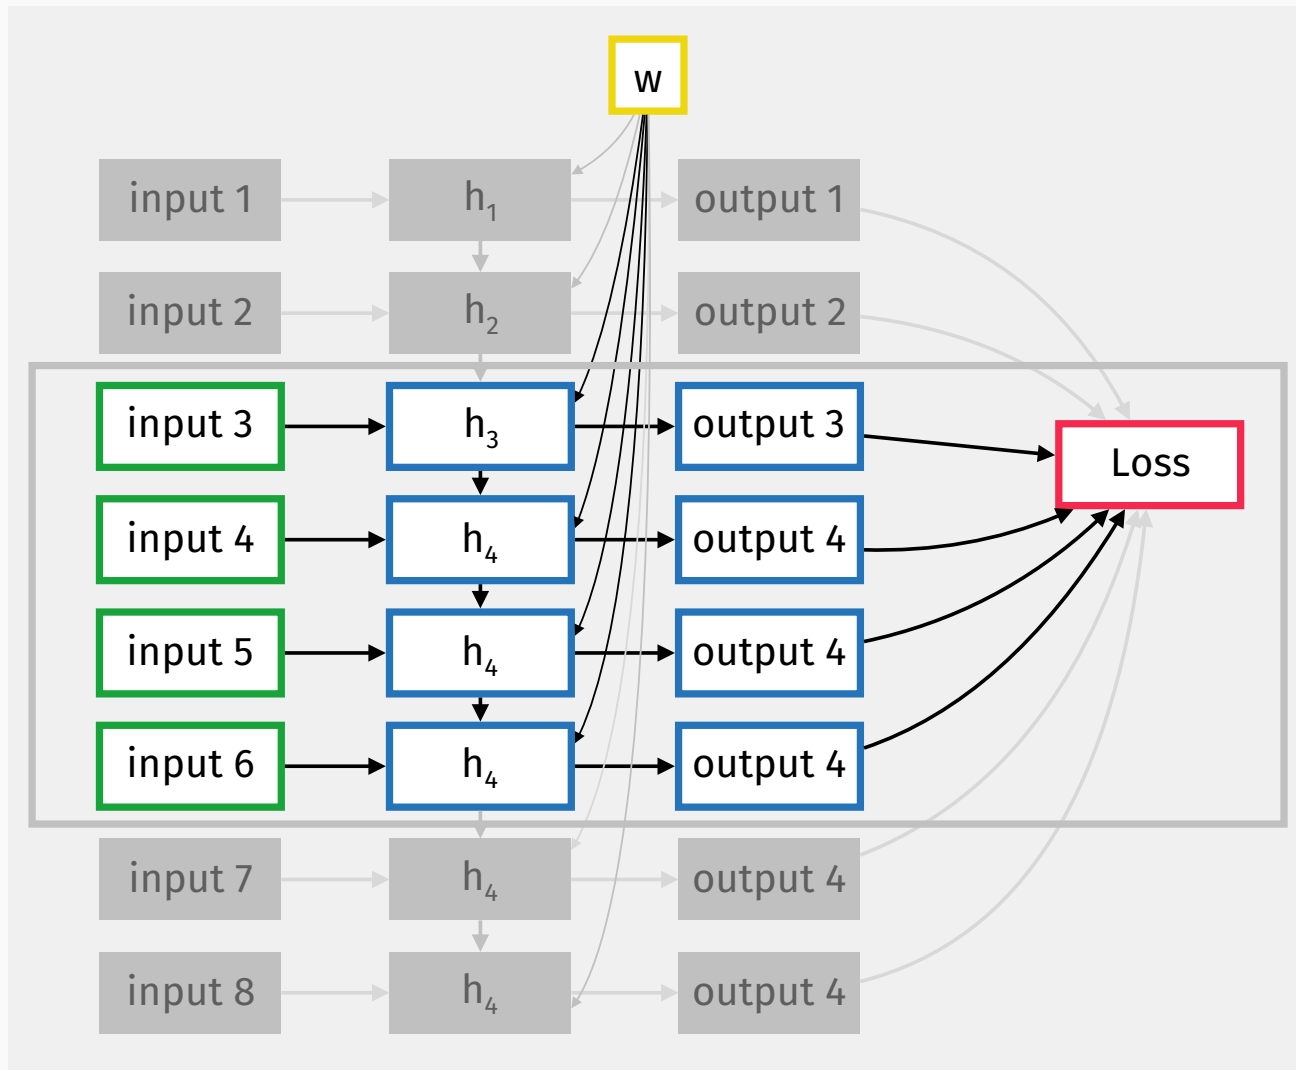 w
input 1 h₁ output 1
input 2 h₂ output 2
input 3 h₃ output 3
Loss
input 4 h₄ output 4
input 5 h₄ output 4
input 6 h₄ output 4
input 7 h₄ output 4
input 8 h₄ output 4